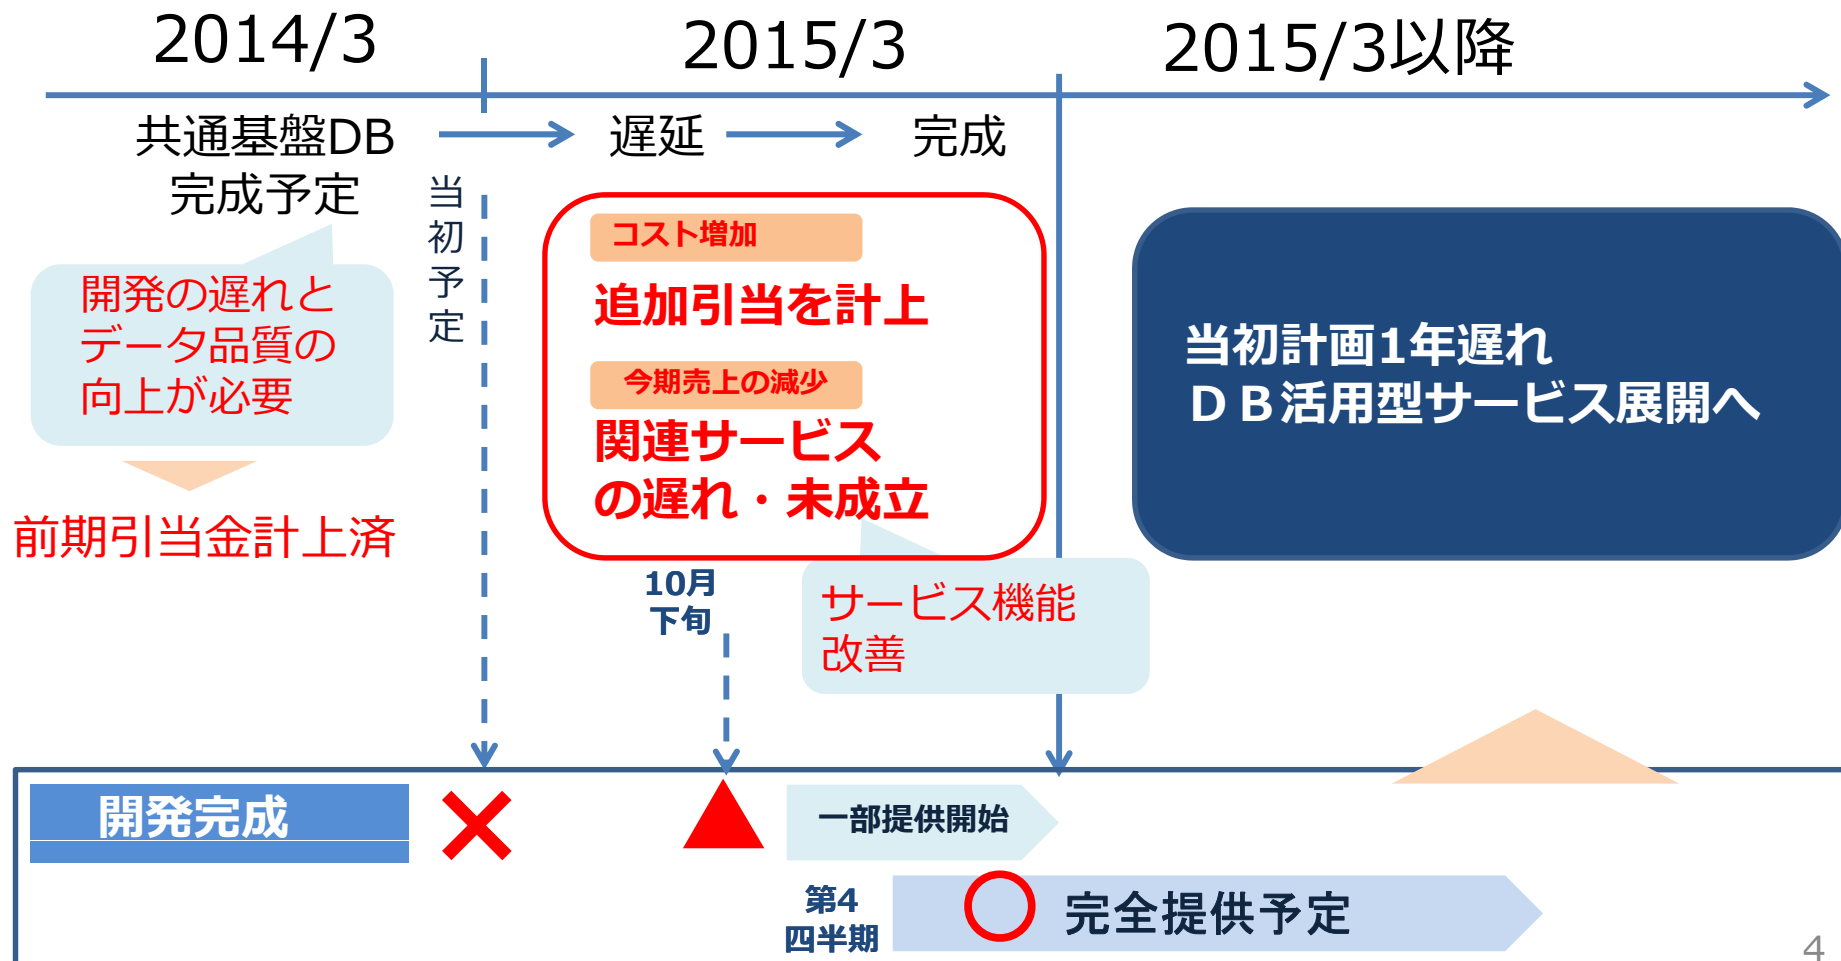 2014/3
2015/3
2015/3以降
共通基盤DB
完成予定
遅延
完成
当初予定
開発の遅れと
データ品質の
向上が必要
前期引当金計上済
コスト増加
追加引当を計上
今期売上の減少
関連サービス
の遅れ・未成立
当初計画1年遅れ
ＤＢ活用型サービス展開へ
10月
下旬
サービス機能
改善
開発完成
一部提供開始
第4
四半期
完全提供予定
4